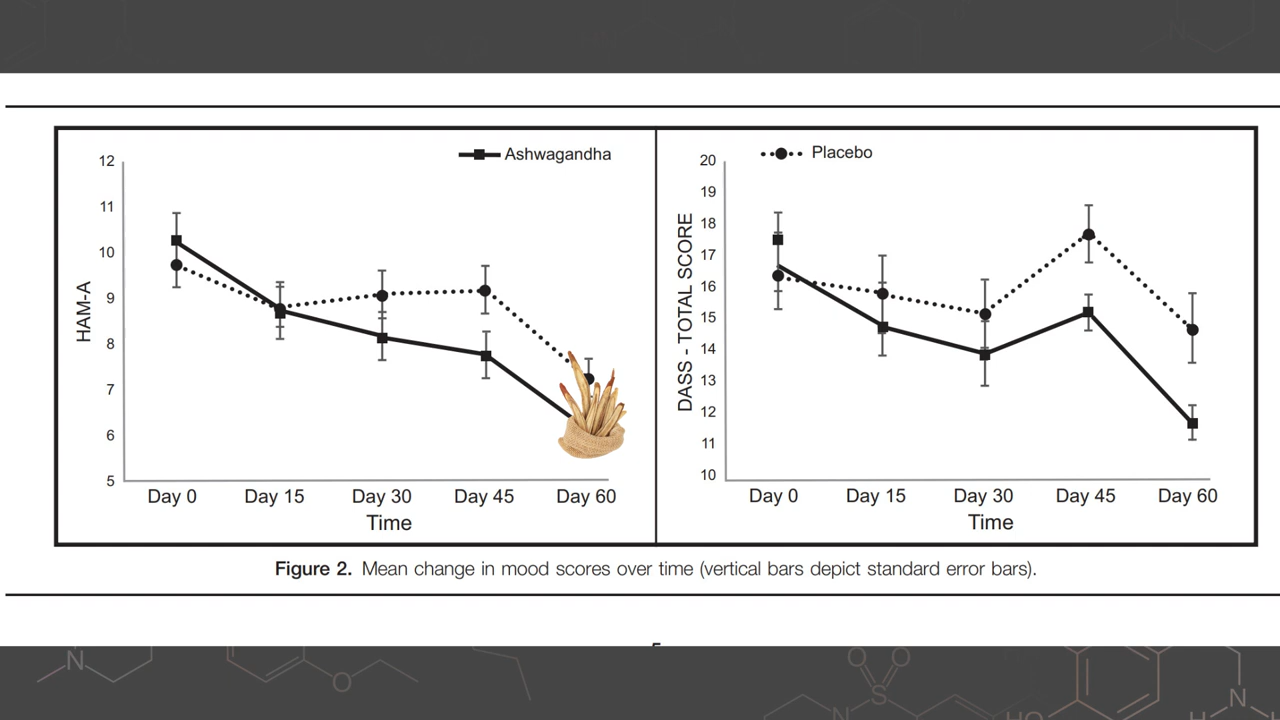 Ashwagandha
12
11
10
9
8
7
6
5
HAM-A
Day 0 Day 15 Day 30 Day 45 Day 60
Time
Placebo
20
19
18
17
16
15
14
13
12
11
10
DASS - TOTAL SCORE
Day 0 Day 15 Day 30 Day 45 Day 60
Time
Figure 2. Mean change in mood scores over time (vertical bars depict standard error bars).
N
O
O O
S
N
HO
N
H